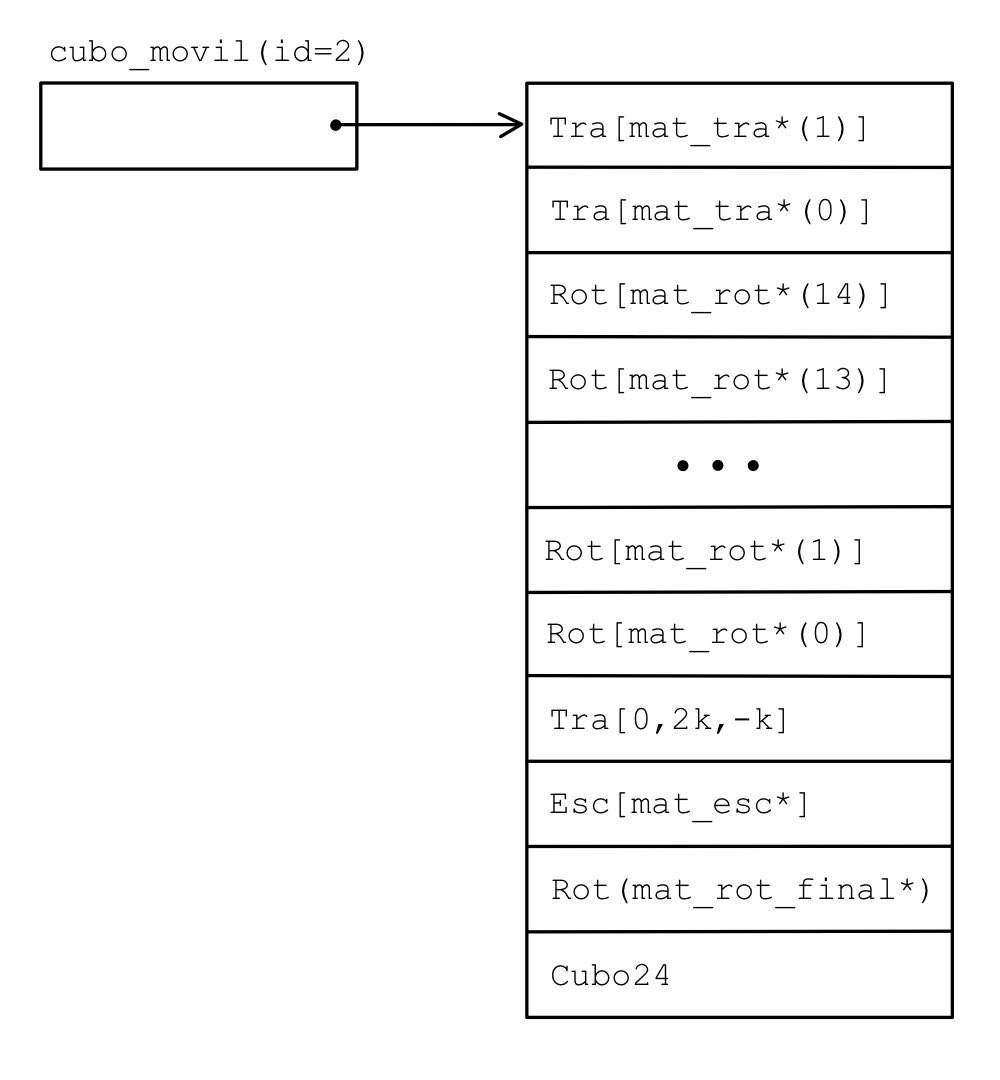 cubo_movil(id=2)
Tra[mat_tra*(1)]
Tra[mat_tra*(0)]
Rot[mat_rot*(14)]
Rot[mat_rot*(13)]
• • •
Rot[mat_rot*(1)]
Rot[mat_rot*(0)]
Tra[0,2k,-k]
Esc[mat_esc*]
Rot(mat_rot_final*)
Cubo24